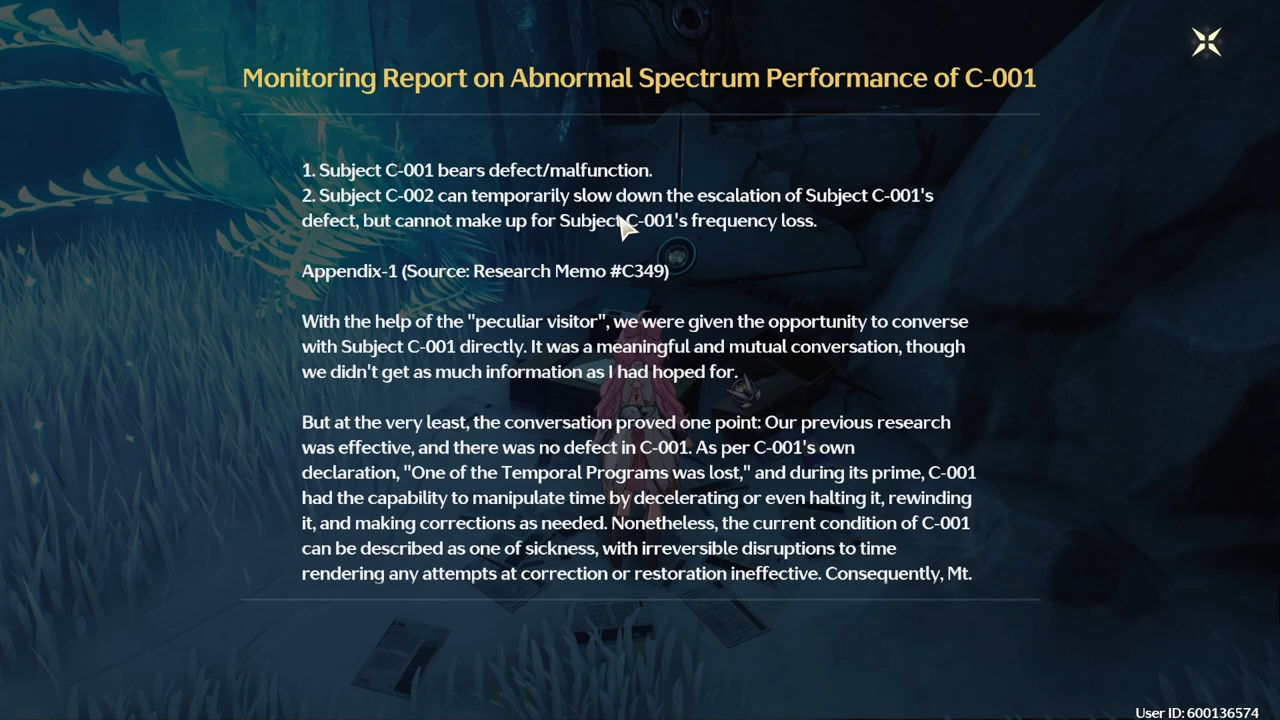 Monitoring Report on Abnormal Spectrum Performance of C-001
1. Subject C-001 bears defect/malfunction.
2. Subject C-002 can temporarily slow down the escalation of Subject C-001's
defect, but cannot make up for Subject C-001's frequency loss.
Appendix-1 (Source: Research Memo #C349)
With the help of the "peculiar visitor", we were given the opportunity to converse
with Subject C-001 directly. It was a meaningful and mutual conversation, though
we didn't get as much information as I had hoped for.
But at the very least, the conversation proved one point: Our previous research
was effective, and there was no defect in C-001. As per C-001's own
declaration, "One of the Temporal Programs was lost," and during its prime, C-001
had the capability to manipulate time by decelerating or even halting it, rewinding
it, and making corrections as needed. Nonetheless, the current condition of C-001
can be described as one of sickness, with irreversible disruptions to time
rendering any attempts at correction or restoration ineffective. Consequently, Mt.
User ID: 600136574